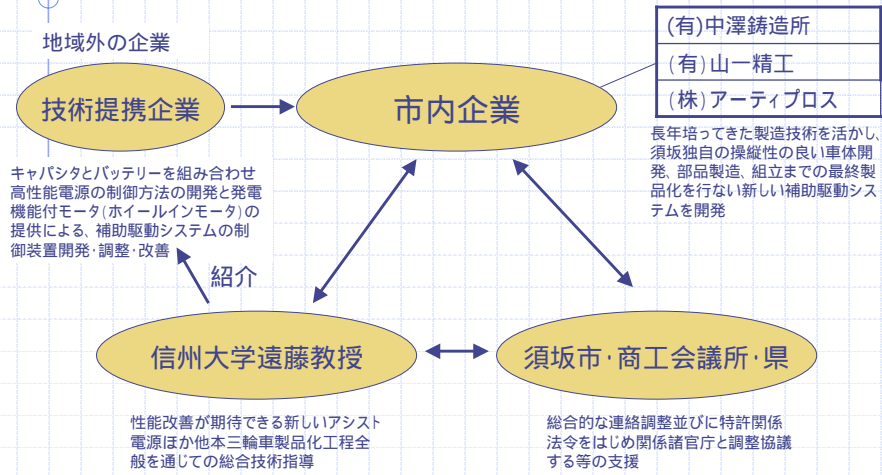 地域外の企業
技術提携企業
キャパシタとバッテリーを組み合わせ
高性能電源の制御方法の開発と発電
機能付モータ(ホイールインモータ)の
提供による、補助駆動システムの制
御装置開発・調整・改善
市内企業
(有)中澤鋳造所
(有)山一精工
(株)アーティプロス
長年培ってきた製造技術を活かし、
須坂独自の操縦性の良い車体開
発、部品製造、組立までの最終製
品化を行ない新しい補助駆動シス
テムを開発
紹介
信州大学遠藤教授
性能改善が期待できる新しいアシスト
電源ほか他本三輪車製品化工程全
般を通じての総合技術指導
須坂市・商工会議所・県
総合的な連絡調整並びに特許関係
法令をはじめ関係諸官庁と調整協議
する等の支援